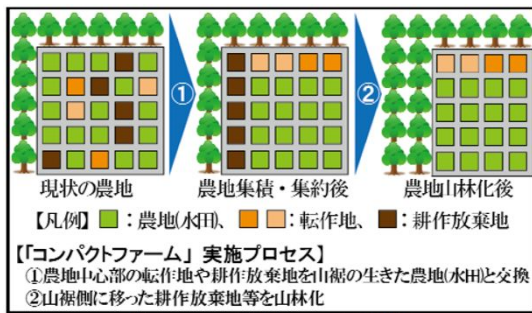 ① ②
現状の農地 農地集積・集約後 農地山林化後
【凡例】 :農地(水田)、 :転作地、 :耕作放棄地
【「コンパクトファーム」 実施プロセス】
①農地中心部の転作地や耕作放棄地を山裾の生きた農地(水田)と交換
②山裾側に移った耕作放棄地等を山林化